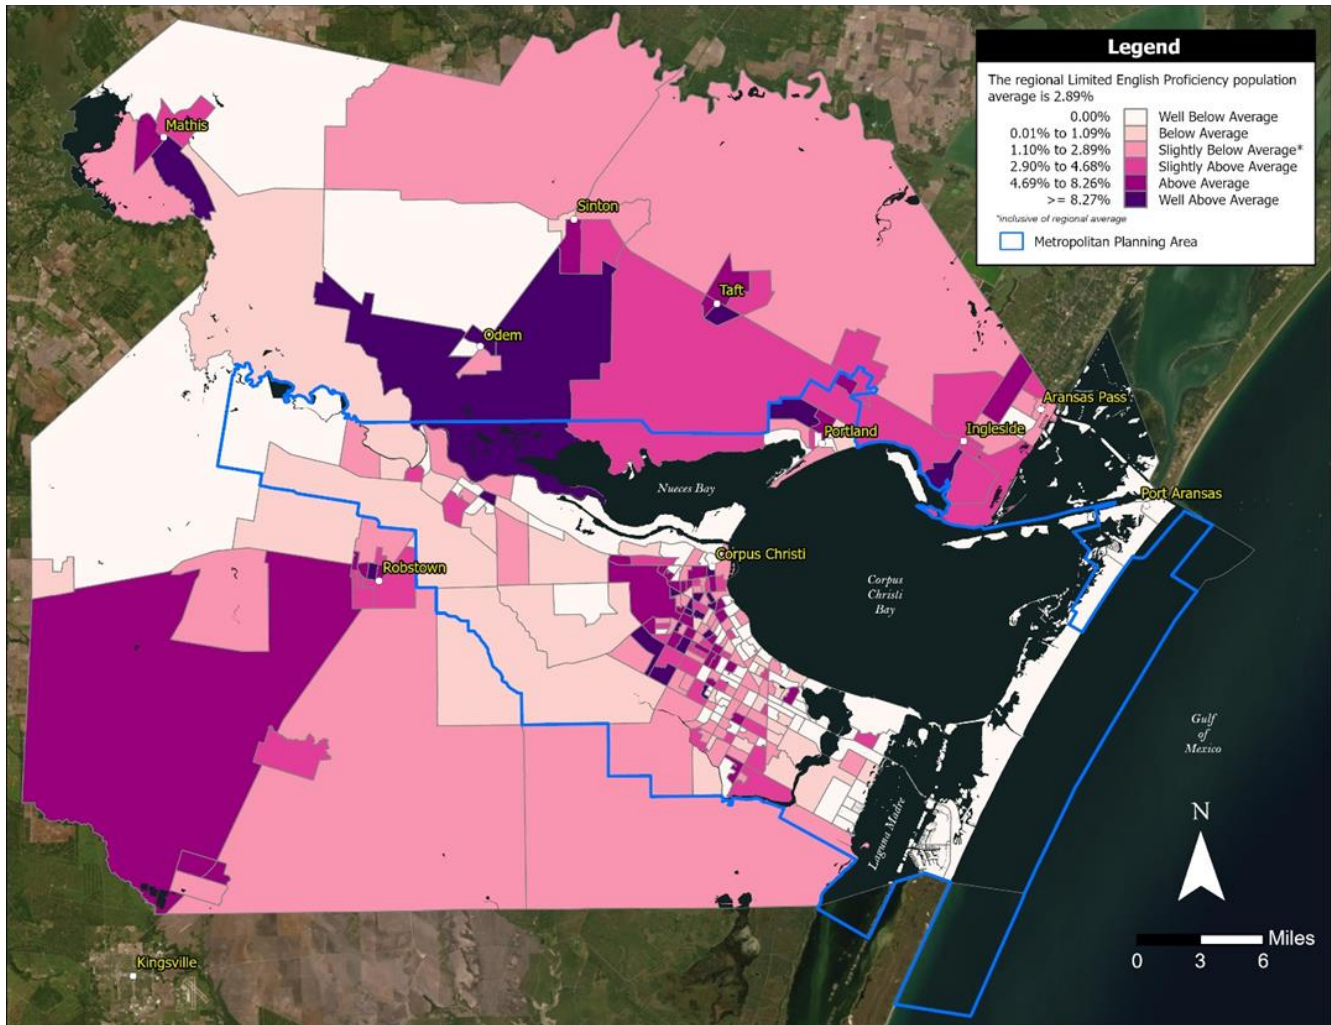 Legend
The regional Limited English Proficiency population
average is 2.89%
0.00% Well Below Average
0.01% to 1.09% Below Average
1.10% to 2.89% Slightly Below Average*
2.90% to 4.68% Slightly Above Average
4.69% to 8.26% Above Average
>= 8.27% Well Above Average
*inclusive of regional average
Metropolitan Planning Area
Mathis
Sinton
Taft
Odem
Aransas Pass
Portland
Ingleside
Nueces Bay
Port Aransas
Corpus Christi
Robstown
Corpus
Christi
Bay
Gulf
of
Mexico
Laguna Madre
N
Miles
0 3 6
Kingsville